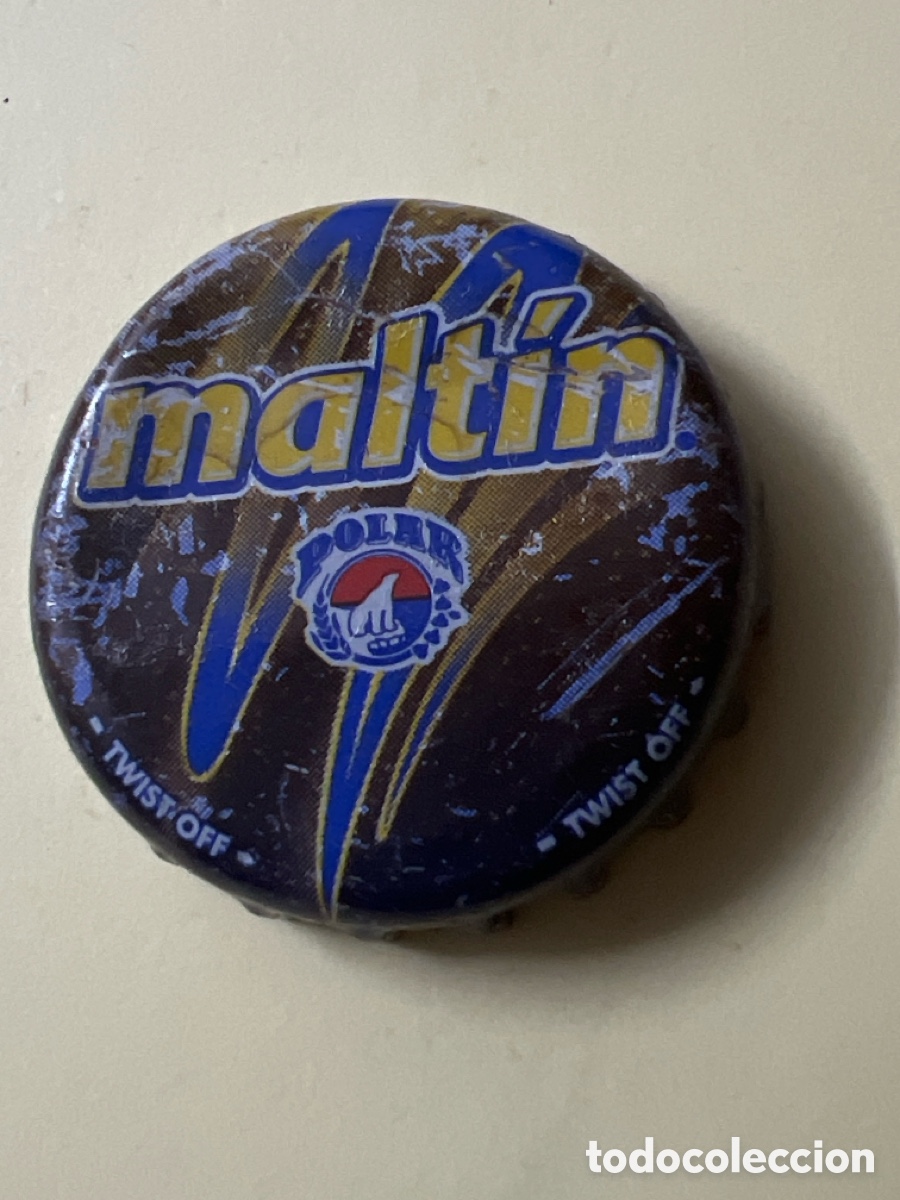 maltín.
POLAR
- TWIST OFF -
- TWIST OFF -
todocoleccion